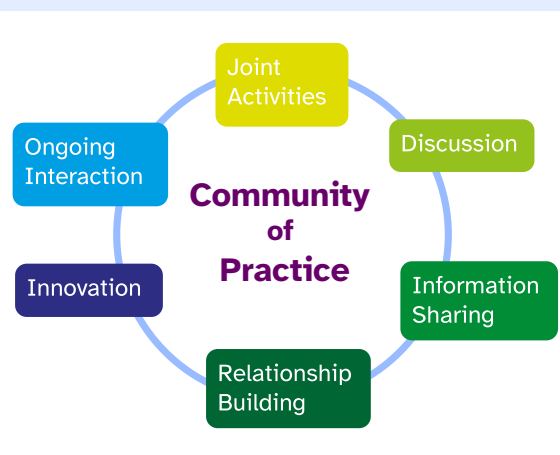 Joint
Activities
Discussion
Information
Sharing
Relationship
Building
Innovation
Ongoing
Interaction
Community
of
Practice